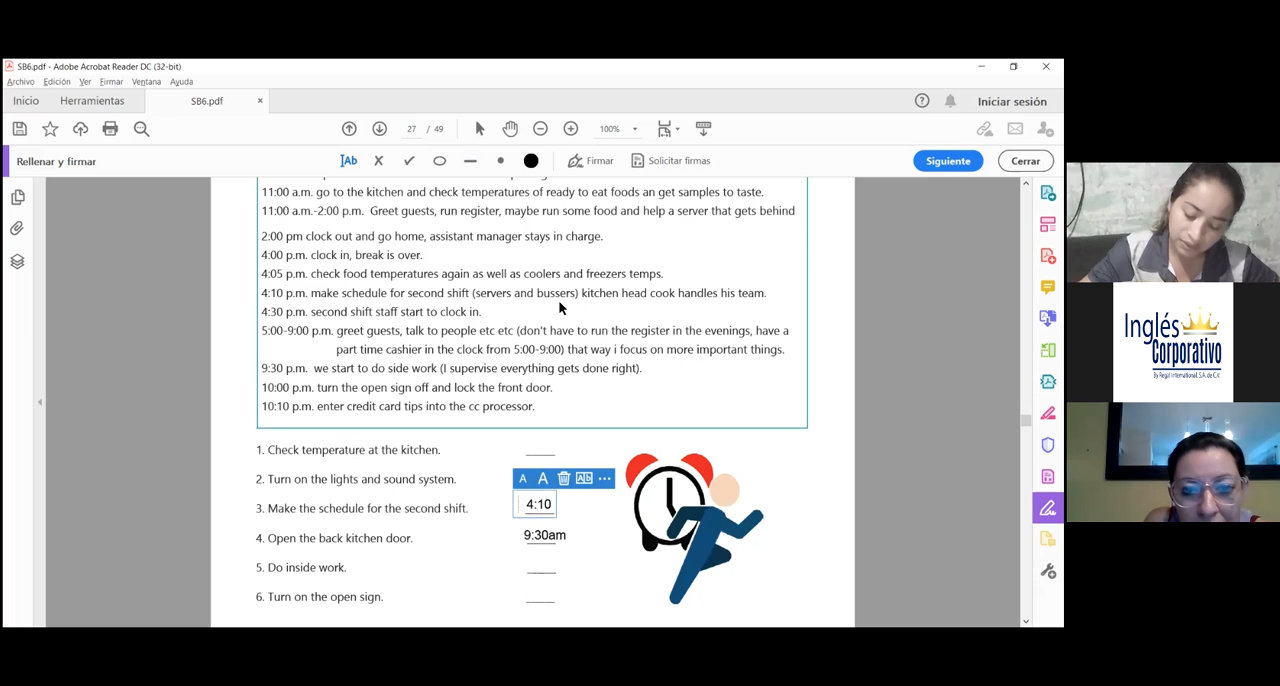 SB6.pdf - Adobe Acrobat Reader DC (32-bit)
Archivo Edición Ver Firmar Ventana Ayuda
Inicio Herramientas SB6.pdf × Iniciar sesión
27 / 49 100%
Rellenar y firmar Ab Firmar Solicitar firmas Siguiente Cerrar
11:00 a.m. go to the kitchen and check temperatures of ready to eat foods an get samples to taste.
11:00 a.m.-2:00 p.m. Greet guests, run register, maybe run some food and help a server that gets behind
2:00 pm clock out and go home, assistant manager stays in charge.
4:00 p.m. clock in, break is over.
4:05 p.m. check food temperatures again as well as coolers and freezers temps.
4:10 p.m. make schedule for second shift (servers and bussers) kitchen head cook handles his team.
4:30 p.m. second shift staff start to clock in.
5:00-9:00 p.m. greet guests, talk to people etc etc (don't have to run the register in the evenings, have a
part time cashier in the clock from 5:00-9:00) that way i focus on more important things.
9:30 p.m. we start to do side work (I supervise everything gets done right).
10:00 p.m. turn the open sign off and lock the front door.
10:10 p.m. enter credit card tips into the cc processor.
1. Check temperature at the kitchen. ____
2. Turn on the lights and sound system.
A A Ab
3. Make the schedule for the second shift. 4:10
4. Open the back kitchen door. 9:30am
5. Do inside work. ____
6. Turn on the open sign. ____
Inglés
Corporativo
By Regal International, S.A. de C.V.